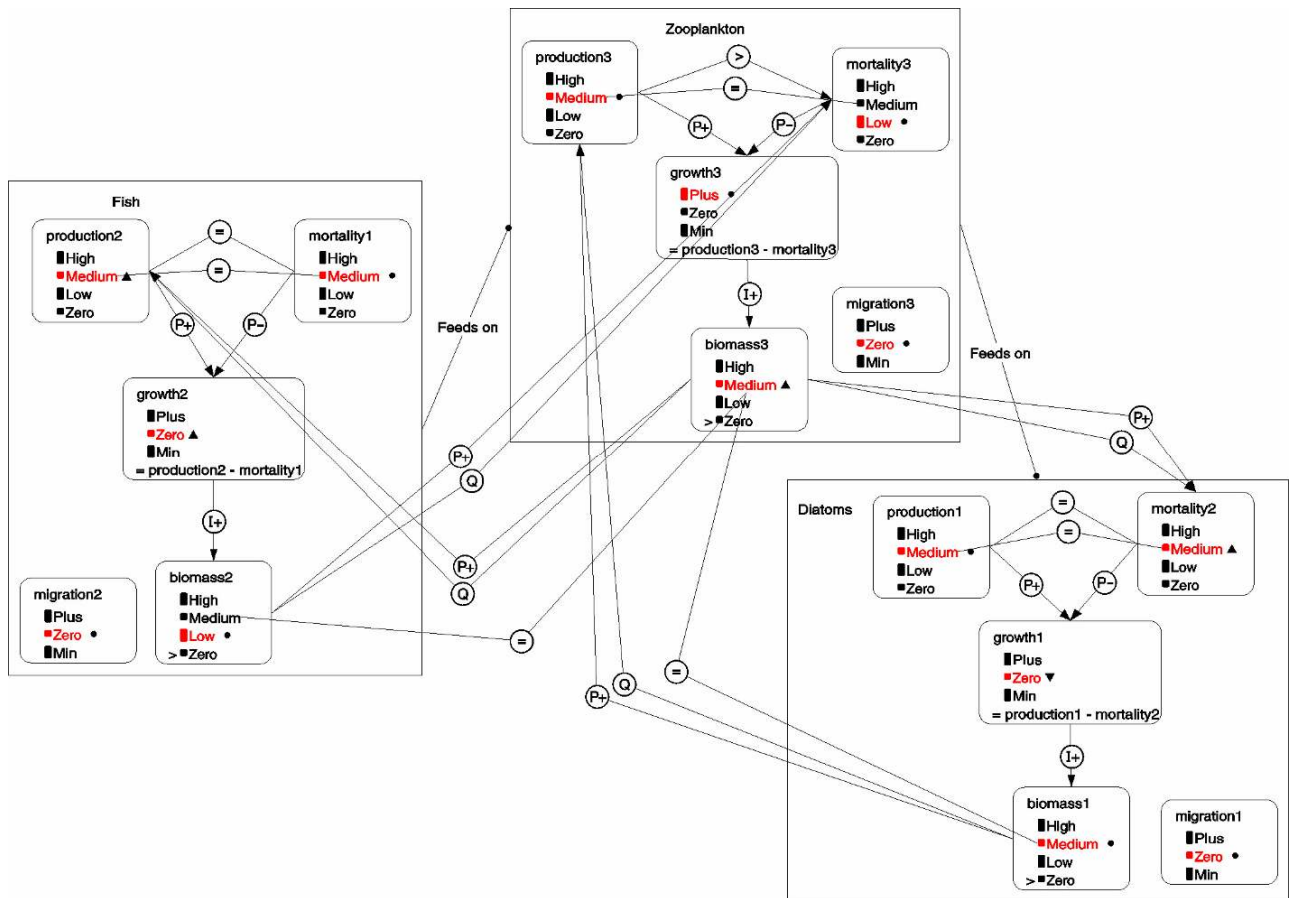 Zooplankton
production3
High
Medium
Low
Zero
>
=
P+
P-
mortality3
High
Medium
Low
Zero
growth3
Plus
Zero
Min
= production3 - mortality3
I+
migration3
Plus
Zero
Min
biomass3
High
Medium
Low
> Zero
Fish
production2
High
Medium
Low
Zero
=
=
P+
P-
mortality1
High
Medium
Low
Zero
growth2
Plus
Zero
Min
= production2 - mortality1
I+
migration2
Plus
Zero
Min
biomass2
High
Medium
Low
> Zero
Feeds on
Feeds on
P+
Q
P+
Q
=
P+
Q
=
Q
P+
Diatoms
production1
High
Medium
Low
Zero
=
=
P+
P-
mortality2
High
Medium
Low
Zero
growth1
Plus
Zero
Min
= production1 - mortality2
I+
biomass1
High
Medium
Low
> Zero
migration1
Plus
Zero
Min